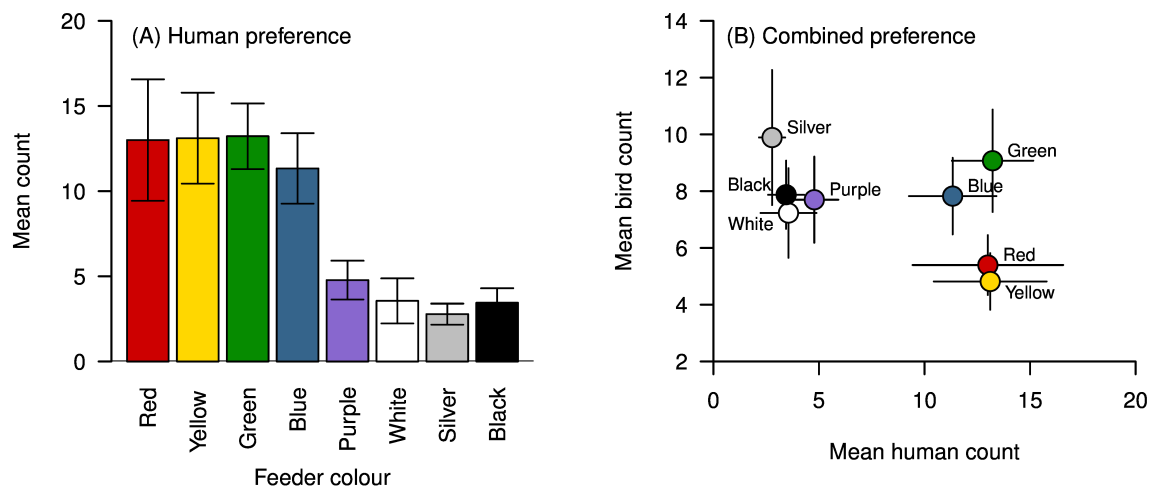 (A) Human preference
Mean count
20
15
10
5
0
Red
Yellow
Green
Blue
Purple
White
Silver
Black
Feeder colour
(B) Combined preference
Mean bird count
14
12
10
8
6
4
2
Silver
Green
Black
Purple
Blue
White
Red
Yellow
0
5
10
15
20
Mean human count